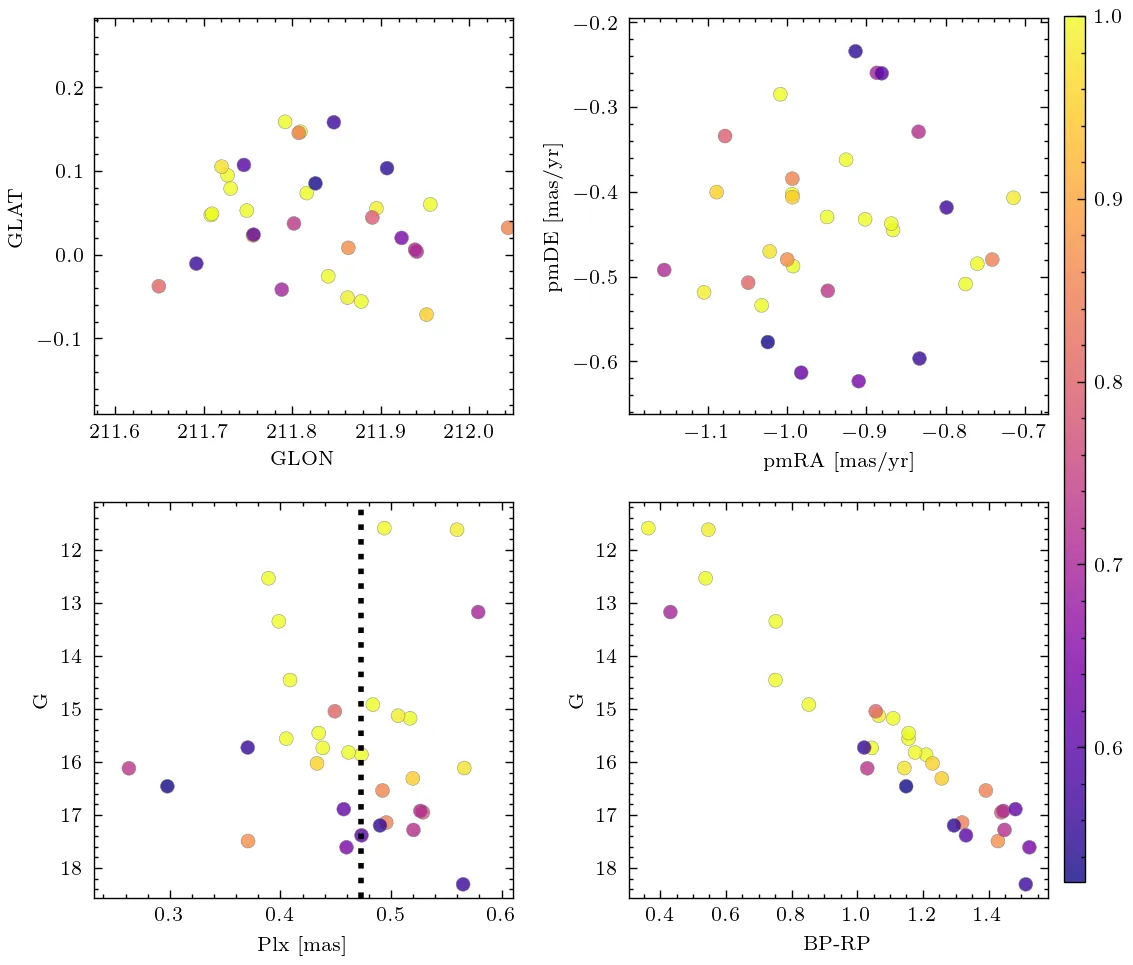 0.2
0.1
0.0
−0.1
GLAT
211.6 211.7 211.8 211.9 212.0
GLON
−0.2
−0.3
−0.4
−0.5
−0.6
pmDE [mas/yr]
−1.1 −1.0 −0.9 −0.8 −0.7
pmRA [mas/yr]
12
13
14
15
16
17
18
G
0.3 0.4 0.5 0.6
Plx [mas]
12
13
14
15
16
17
18
G
0.4 0.6 0.8 1.0 1.2 1.4
BP-RP
1.0
0.9
0.8
0.7
0.6